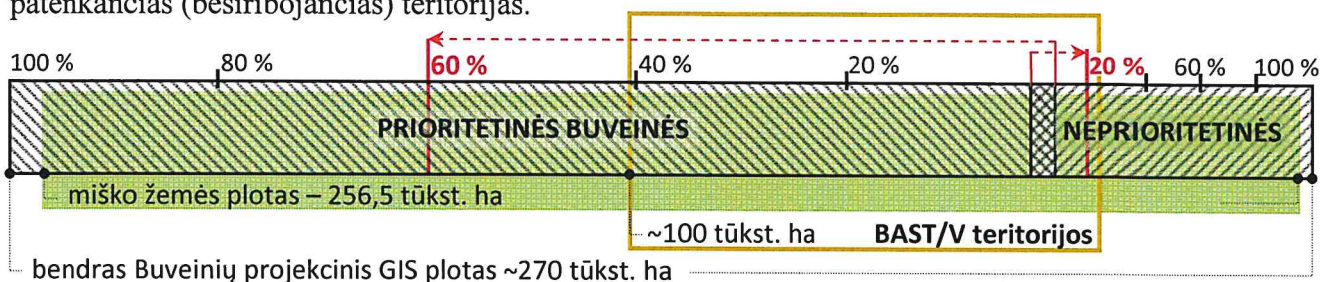 patenkančias (besiribojančias) teritorijas.
100 % 80 % 60 % 40 % 20 % 20 % 60 % 100 %
PRIORITETINĖS BUVEINĖS NEPRIORITETINĖS
miško žemės plotas – 256,5 tūkst. ha
~100 tūkst. ha BAST/V teritorijos
bendras Buveinių projekcinis GIS plotas ~270 tūkst. ha